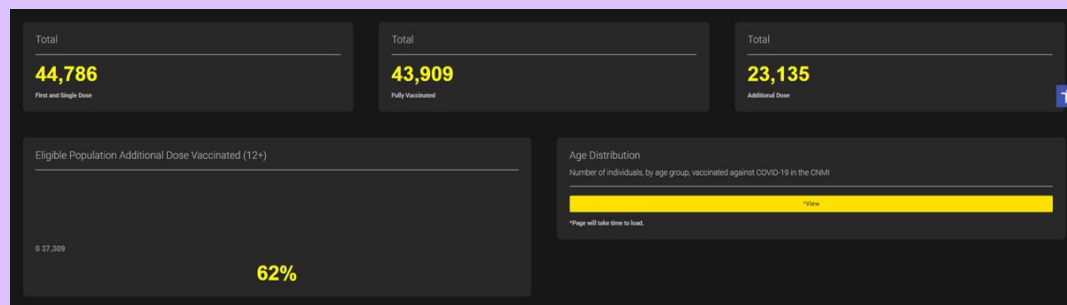 Total
44,786
First and Single Dose
Total
43,909
Fully Vaccinated
Total
23,135
Additional Dose
Eligible Population Additional Dose Vaccinated (12+)
0 37,309
62%
Age Distribution
Number of individuals, by age group, vaccinated against COVID-19 in the CNMI
*View
*Page will take time to load.